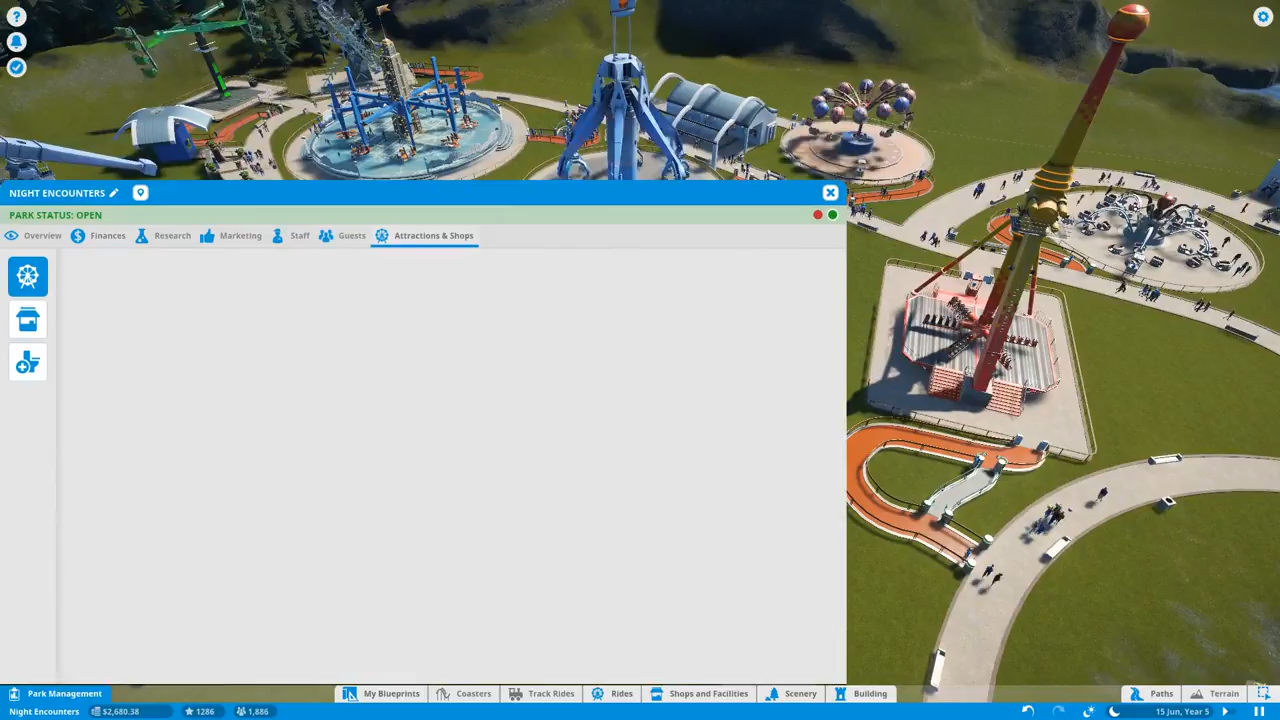 NIGHT ENCOUNTERS
PARK STATUS: OPEN
Overview Finances Research Marketing Staff Guests Attractions & Shops
Park Management My Blueprints Coasters Track Rides Rides Shops and Facilities Scenery Building Paths Terrain
Night Encounters $2,680.38 1286 1,886 15 Jun, Year 5